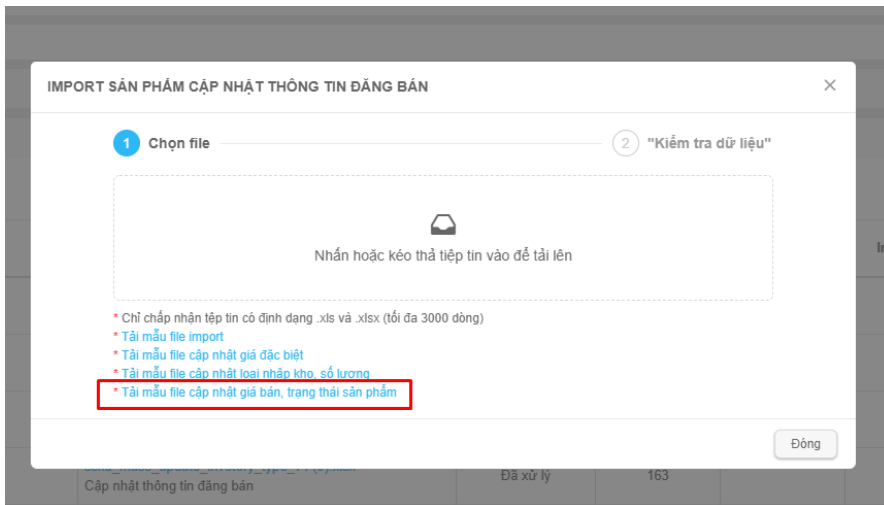 IMPORT SẢN PHẨM CẬP NHẬT THÔNG TIN ĐĂNG BÁN
1 Chọn file 2 "Kiểm tra dữ liệu"
Nhấn hoặc kéo thả tiệp tin vào để tải lên
* Chỉ chấp nhận tệp tin có định dạng .xls và .xlsx (tối đa 3000 dòng)
* Tải mẫu file import
* Tải mẫu file cập nhật giá đặc biệt
* Tải mẫu file cập nhật loại nhập kho, số lượng
* Tải mẫu file cập nhật giá bán, trạng thái sản phẩm
Đóng
Cập nhật thông tin đăng bán Đã xử lý 163